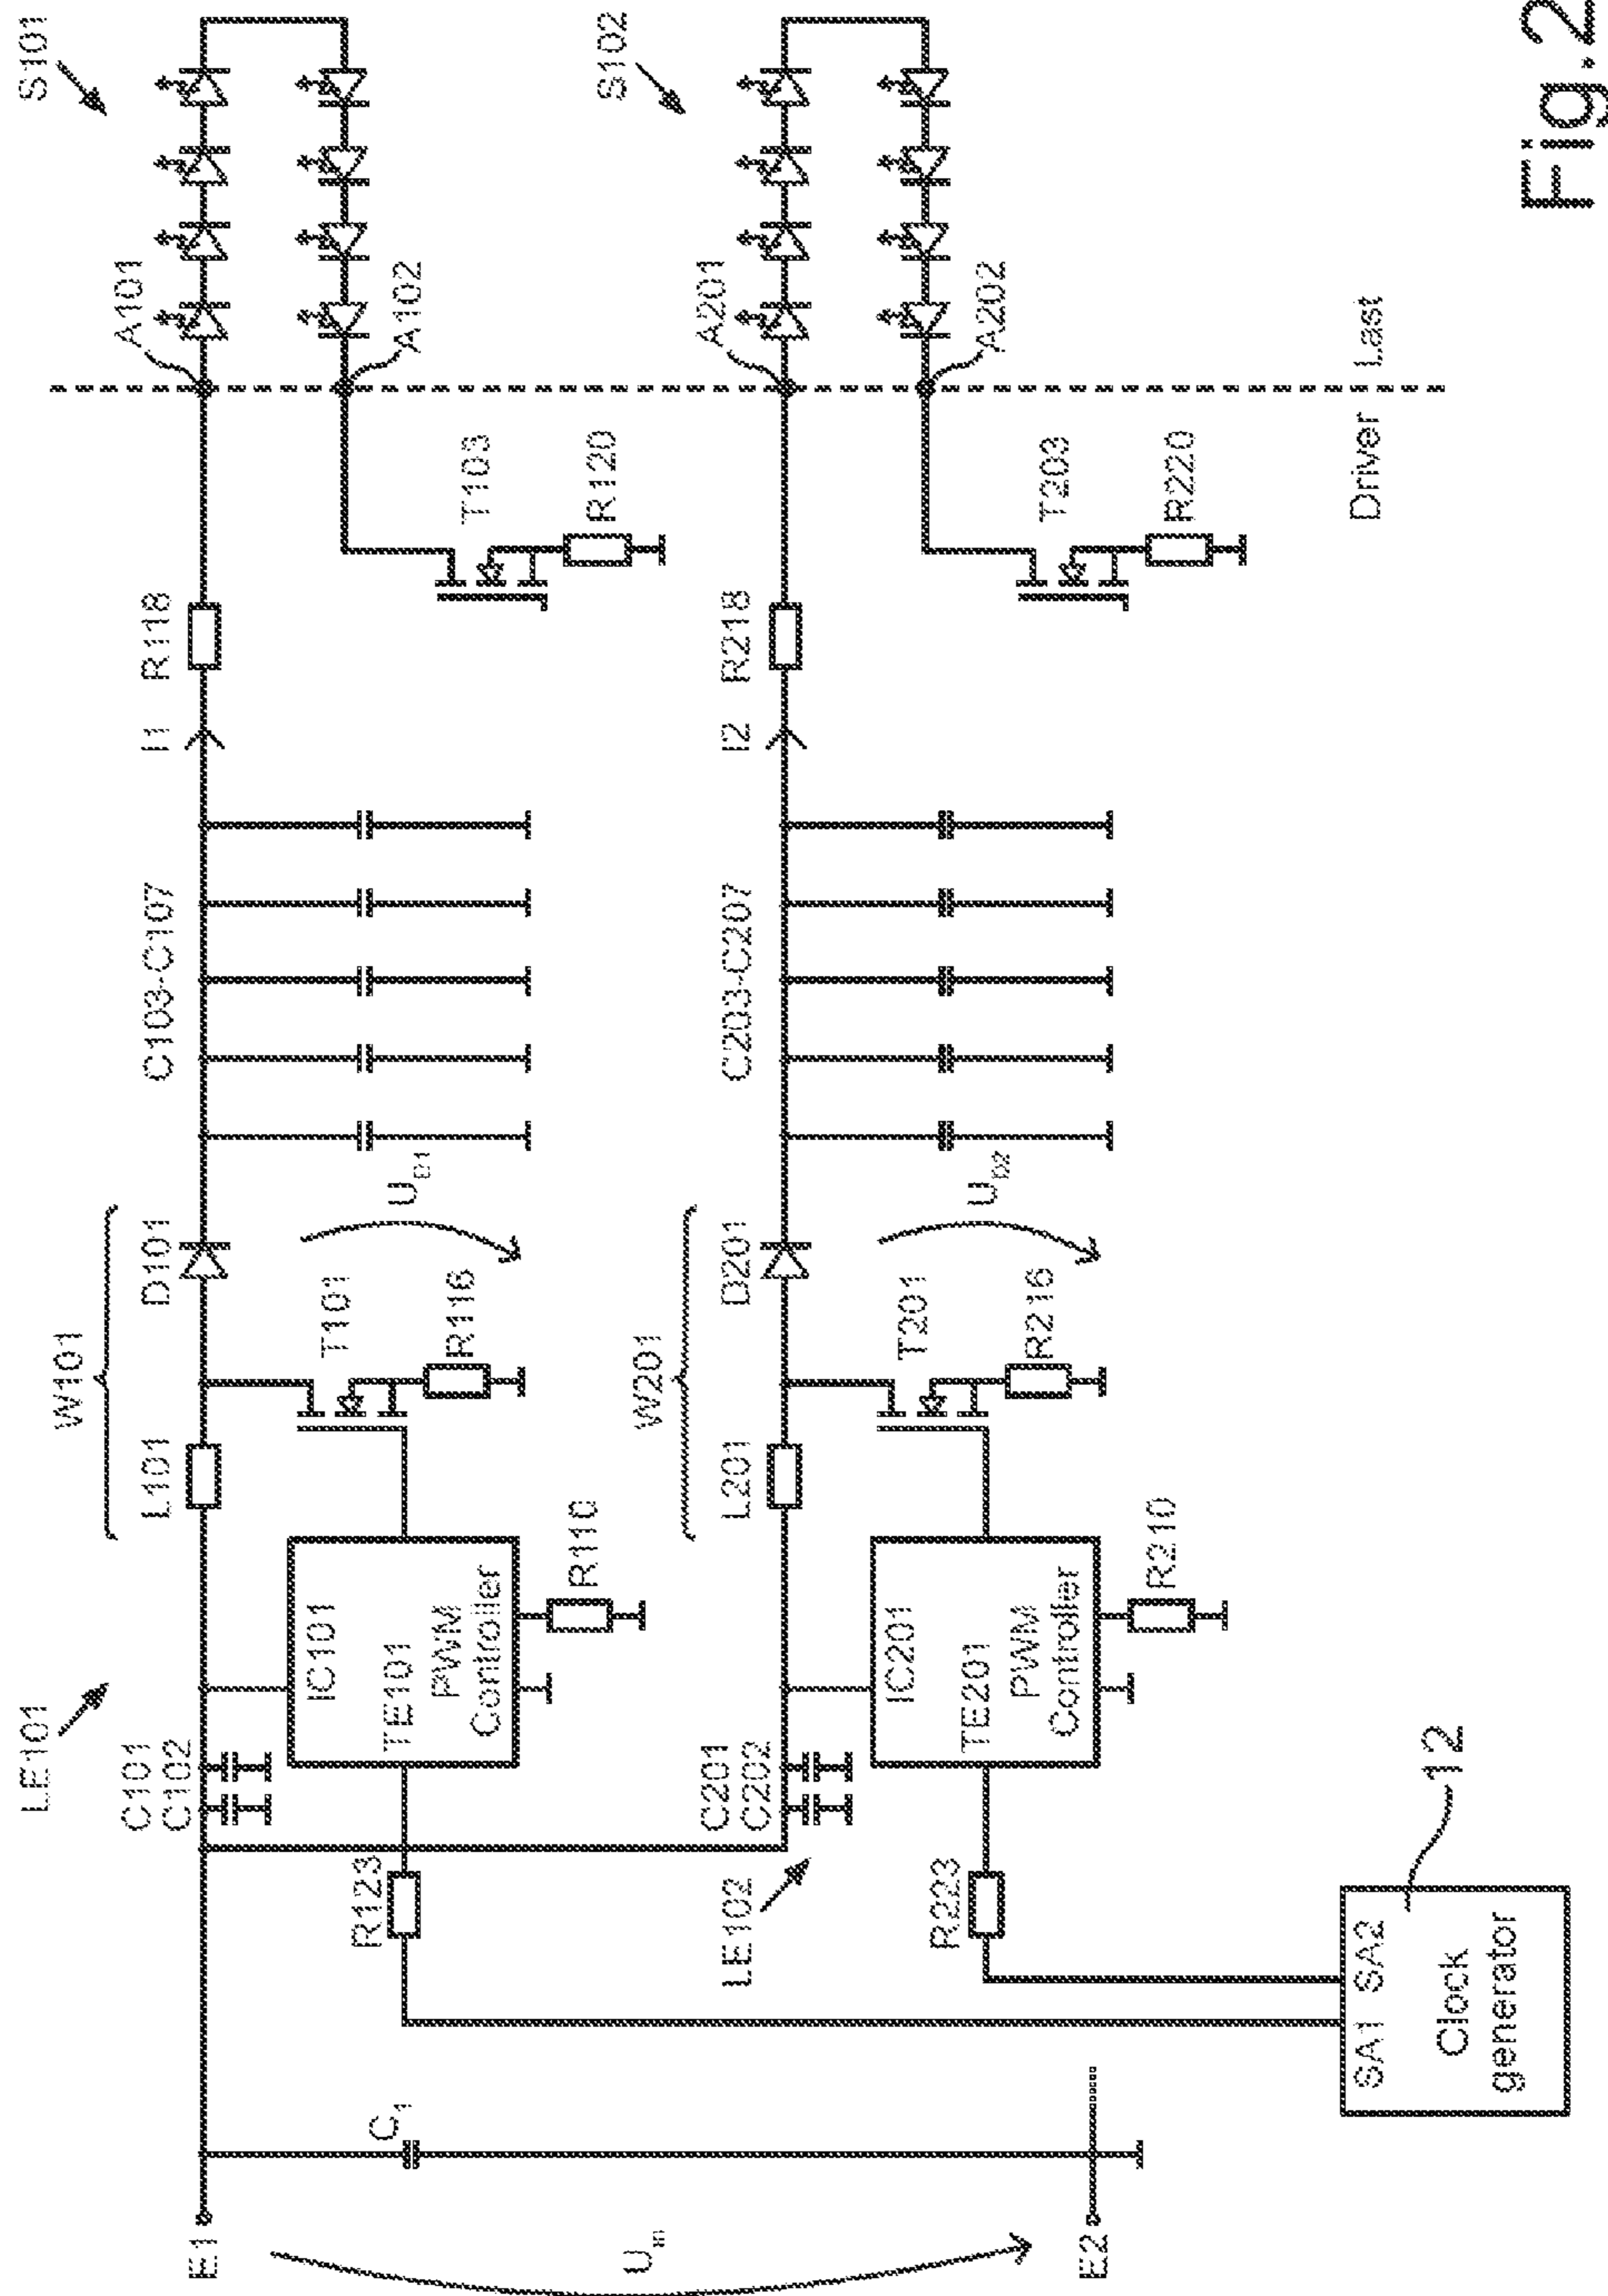 S101
LE101
W101
C101
C102
L101
D101
C103-C107
I1
R118
A101
E1
IC101
TE101
PWM
Controller
T101
R116
R110
R123
A102
T103
R120
C1
S102
LE102
W201
C201
C202
L201
D201
C203-C207
I2
R218
A201
Uin
IC201
TE201
PWM
Controller
T201
R216
R210
R223
A202
T203
R220
E2
SA1 SA2
Clock
generator
12
Driver
Last
Fig.2